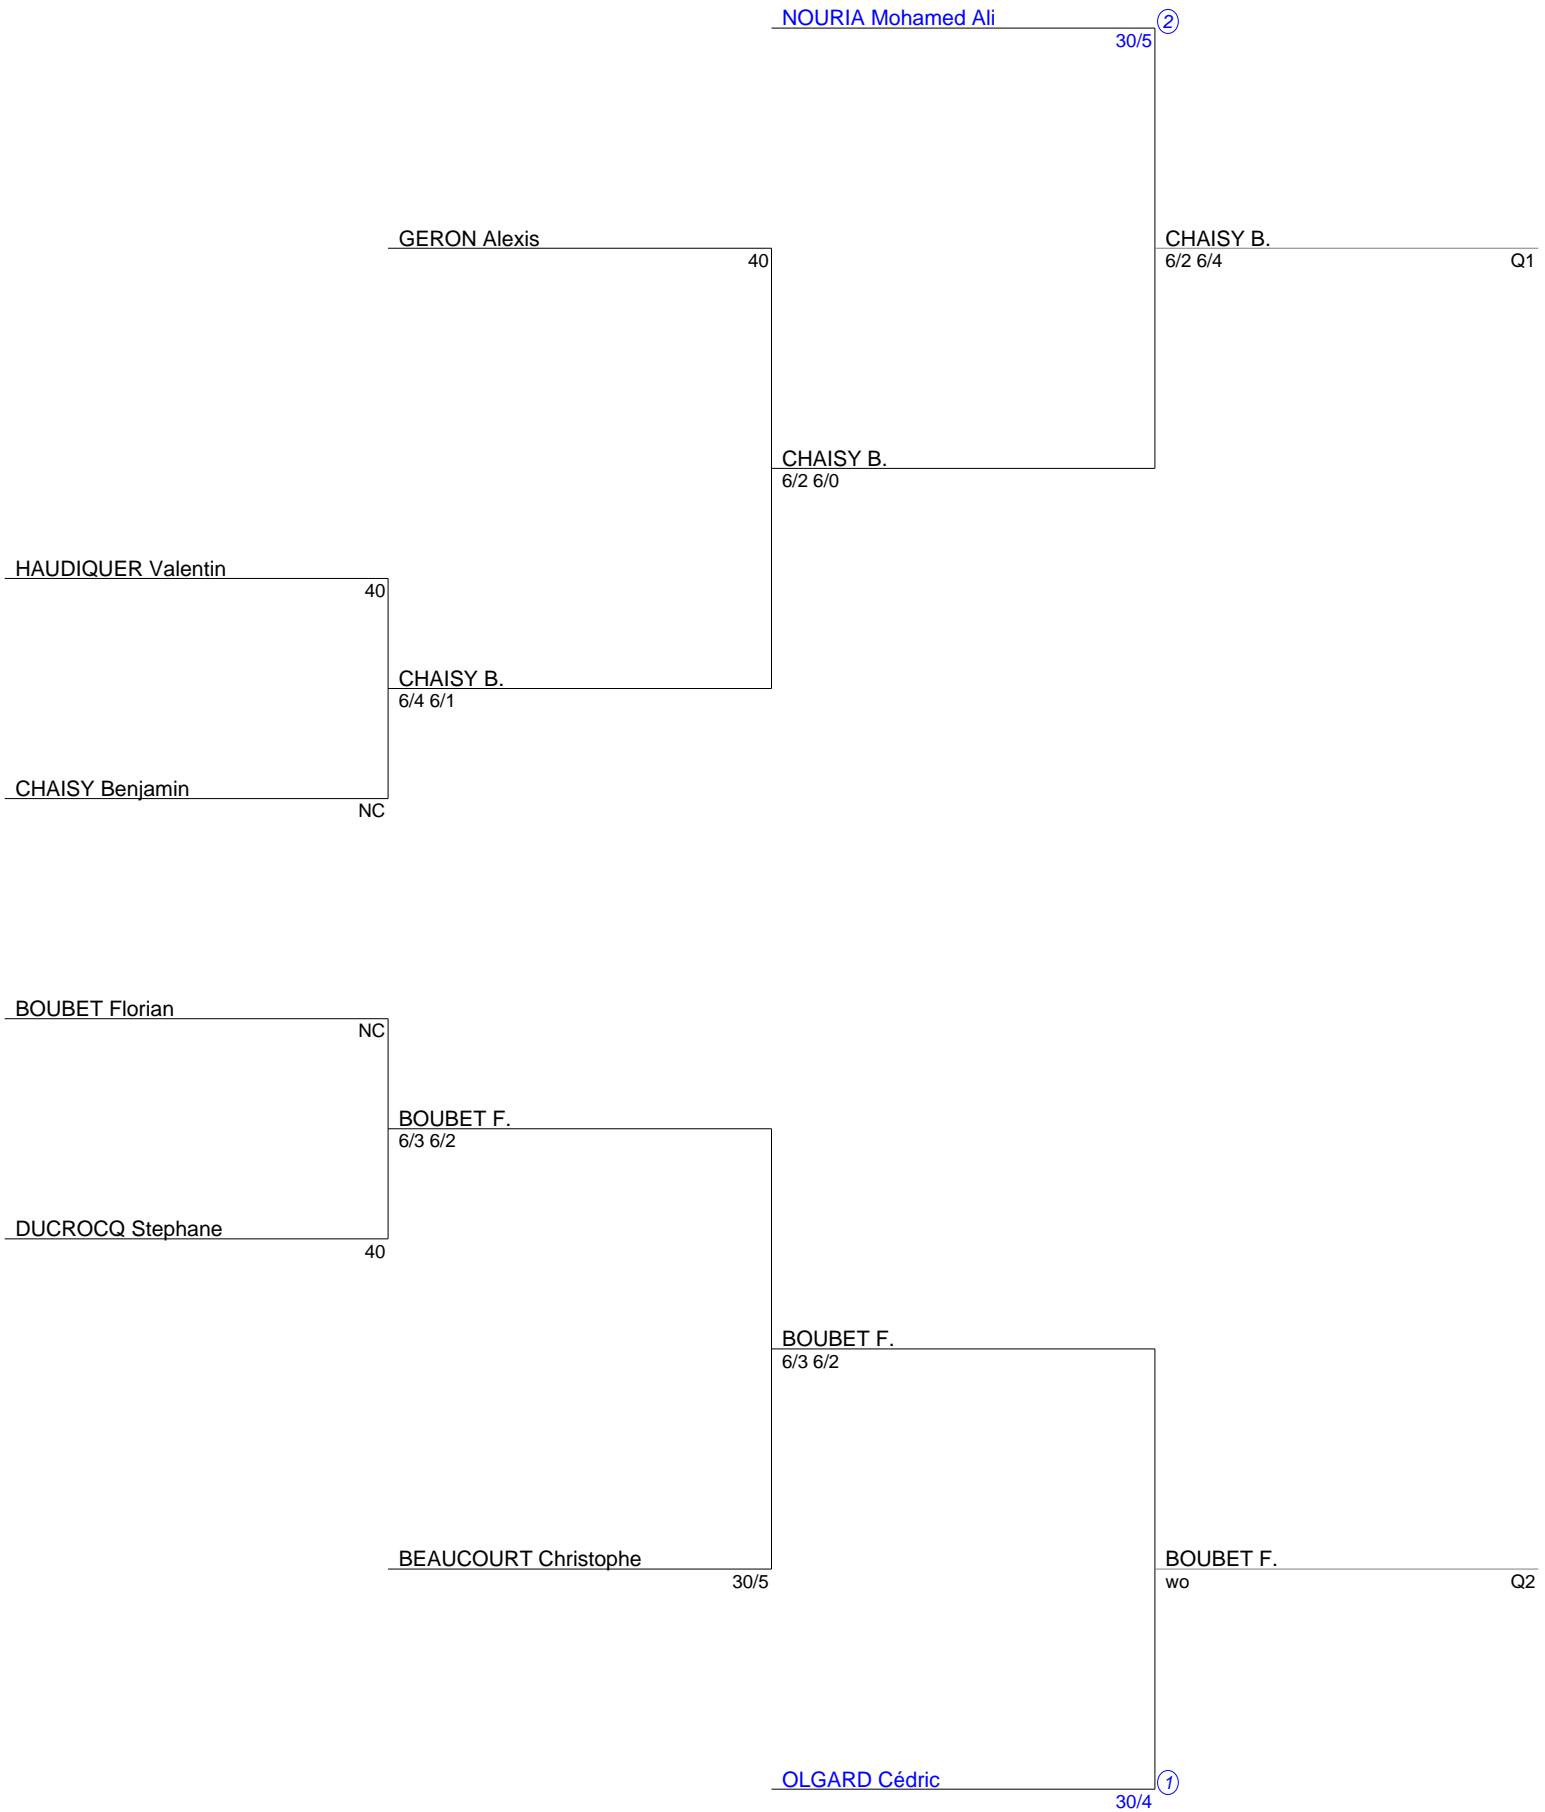 NOURIA Mohamed Ali 2
30/5
GERON Alexis
40
CHAISY B.
6/2 6/4 Q1
CHAISY B.
6/2 6/0
HAUDIQUER Valentin
40
CHAISY B.
6/4 6/1
CHAISY Benjamin
NC
BOUBET Florian
NC
BOUBET F.
6/3 6/2
DUCROCQ Stephane
40
BOUBET F.
6/3 6/2
BEAUCOURT Christophe
30/5
BOUBET F.
wo Q2
OLGARD Cédric 1
30/4